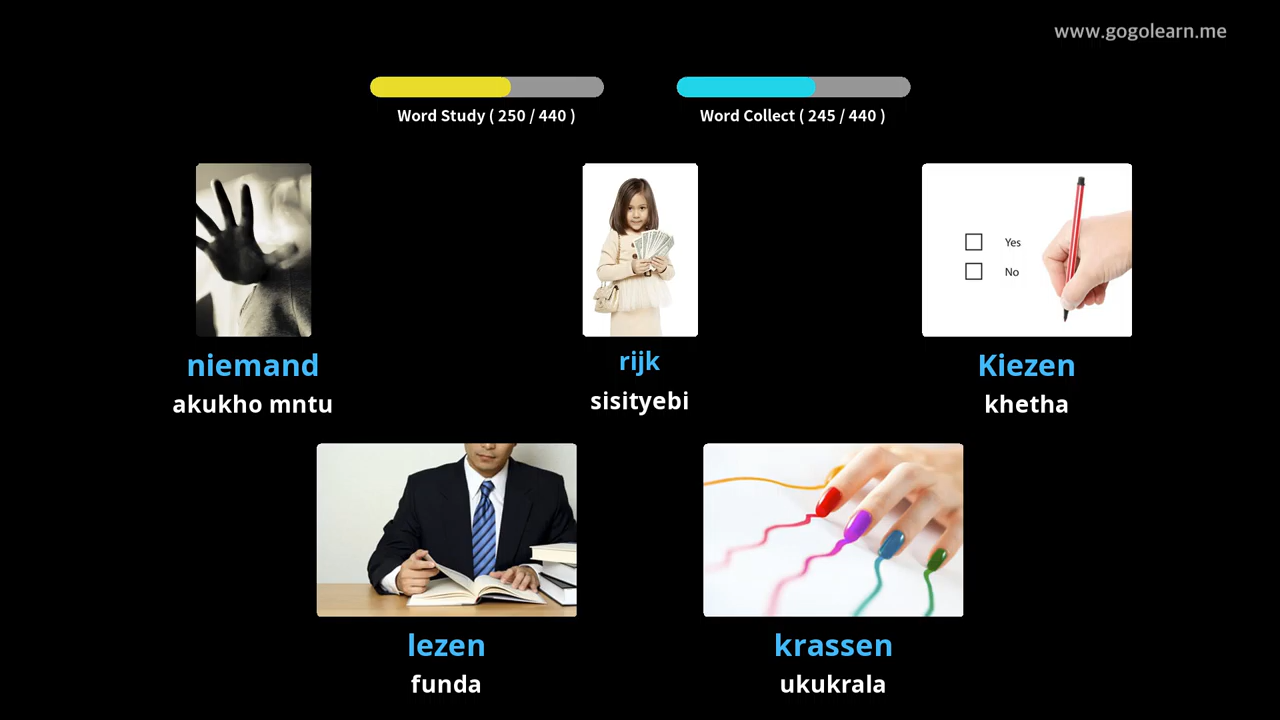 www.gogolearn.me
Word Study ( 250 / 440 )
Word Collect ( 245 / 440 )
Yes
No
niemand
akukho mntu
rijk
sisityebi
Kiezen
khetha
lezen
funda
krassen
ukukrala